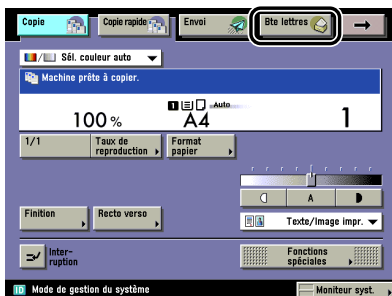 Copie
Copie rapide
Envoi
Bte lettres
Sél. couleur auto
Machine prête à copier.
Auto
100 %
A4
1
1/1
Taux de
reproduction
Format
papier
A
Finition
Recto verso
Texte/Image impr.
Inter-
ruption
Fonctions
spéciales
ID Mode de gestion du système
Moniteur syst.